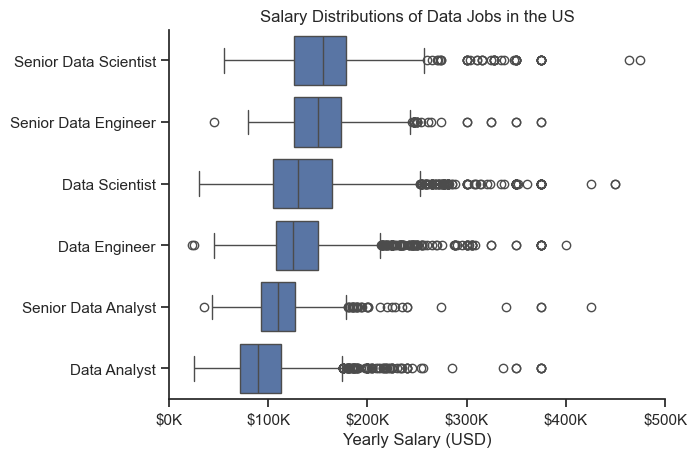 Salary Distributions of Data Jobs in the US
Senior Data Scientist
Senior Data Engineer
Data Scientist
Data Engineer
Senior Data Analyst
Data Analyst
$0K $100K $200K $300K $400K $500K
Yearly Salary (USD)